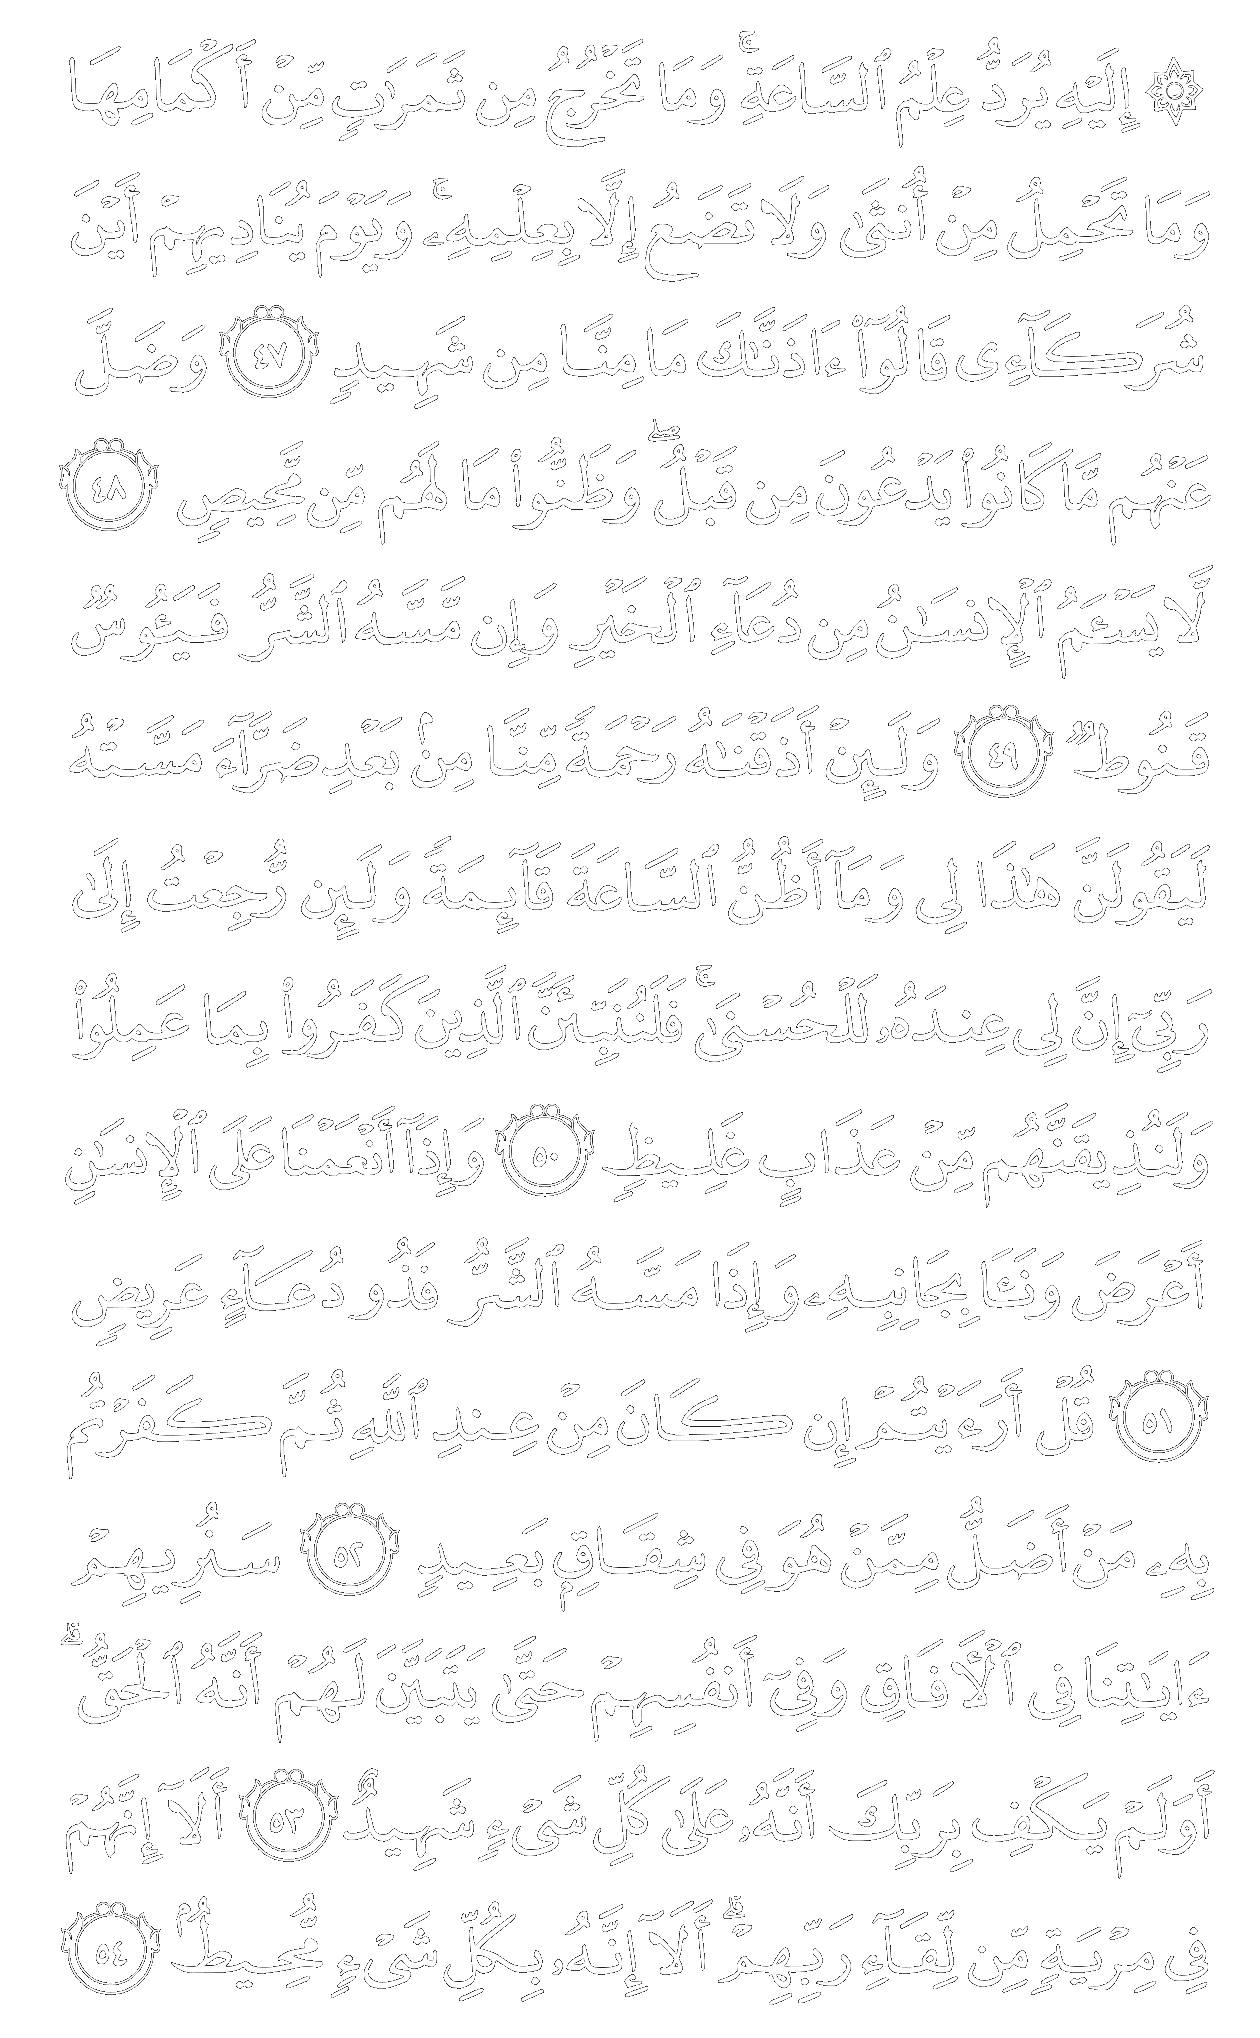 ۞ إِلَيْهِ يُرَدُّ عِلْمُ ٱلسَّاعَةِ ۚ وَمَا تَخْرُجُ مِن ثَمَرَٰتٍ مِّنْ أَكْمَامِهَا
وَمَا تَحْمِلُ مِنْ أُنثَىٰ وَلَا تَضَعُ إِلَّا بِعِلْمِهِۦ ۚ وَيَوْمَ يُنَادِيهِمْ أَيْنَ
شُرَكَآءِى قَالُوٓا۟ ءَاذَنَّٰكَ مَا مِنَّا مِن شَهِيدٍ ٤٧ وَضَلَّ
عَنْهُم مَّا كَانُوا۟ يَدْعُونَ مِن قَبْلُ ۖ وَظَنُّوا۟ مَا لَهُم مِّن مَّحِيصٍ ٤٨
لَّا يَسْـَٔمُ ٱلْإِنسَٰنُ مِن دُعَآءِ ٱلْخَيْرِ وَإِن مَّسَّهُ ٱلشَّرُّ فَيَـُٔوسٌ
قَنُوطٌ ٤٩ وَلَئِنْ أَذَقْنَٰهُ رَحْمَةً مِّنَّا مِنۢ بَعْدِ ضَرَّآءَ مَسَّتْهُ
لَيَقُولَنَّ هَٰذَا لِى وَمَآ أَظُنُّ ٱلسَّاعَةَ قَآئِمَةً وَلَئِن رُّجِعْتُ إِلَىٰ
رَبِّىٓ إِنَّ لِى عِندَهُۥ لَلْحُسْنَىٰ ۚ فَلَنُنَبِّئَنَّ ٱلَّذِينَ كَفَرُوا۟ بِمَا عَمِلُوا۟
وَلَنُذِيقَنَّهُم مِّنْ عَذَابٍ غَلِيظٍ ٥٠ وَإِذَآ أَنْعَمْنَا عَلَى ٱلْإِنسَٰنِ
أَعْرَضَ وَنَـَٔا بِجَانِبِهِۦ وَإِذَا مَسَّهُ ٱلشَّرُّ فَذُو دُعَآءٍ عَرِيضٍ
٥١ قُلْ أَرَءَيْتُمْ إِن كَانَ مِنْ عِندِ ٱللَّهِ ثُمَّ كَفَرْتُم
بِهِۦ مَنْ أَضَلُّ مِمَّنْ هُوَ فِى شِقَاقٍۭ بَعِيدٍ ٥٢ سَنُرِيهِمْ
ءَايَٰتِنَا فِى ٱلْأَفَاقِ وَفِىٓ أَنفُسِهِمْ حَتَّىٰ يَتَبَيَّنَ لَهُمْ أَنَّهُ ٱلْحَقُّ ۗ
أَوَلَمْ يَكْفِ بِرَبِّكَ أَنَّهُۥ عَلَىٰ كُلِّ شَىْءٍ شَهِيدٌ ٥٣ أَلَآ إِنَّهُمْ
فِى مِرْيَةٍ مِّن لِّقَآءِ رَبِّهِمْ ۗ أَلَآ إِنَّهُۥ بِكُلِّ شَىْءٍ مُّحِيطٌۢ ٥٤